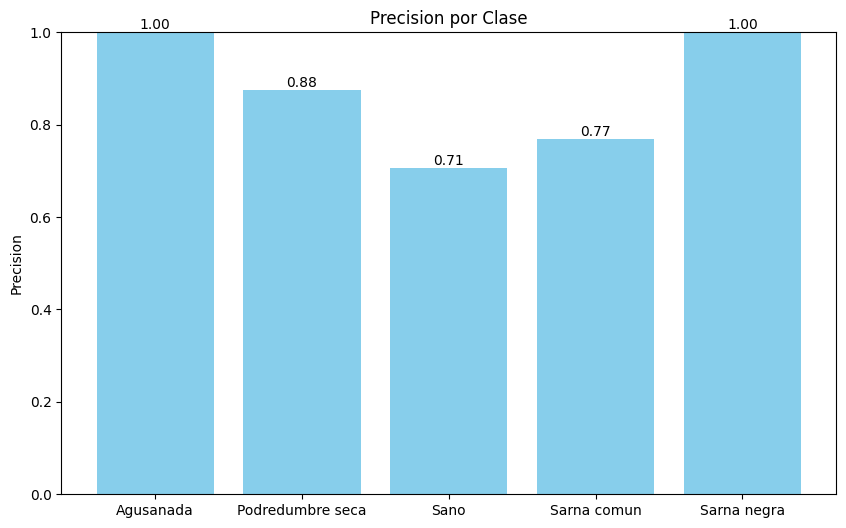 Precision por Clase
1.00
0.88
0.71
0.77
1.00
1.0
0.8
0.6
0.4
0.2
0.0
Precision
Agusanada
Podredumbre seca
Sano
Sarna comun
Sarna negra